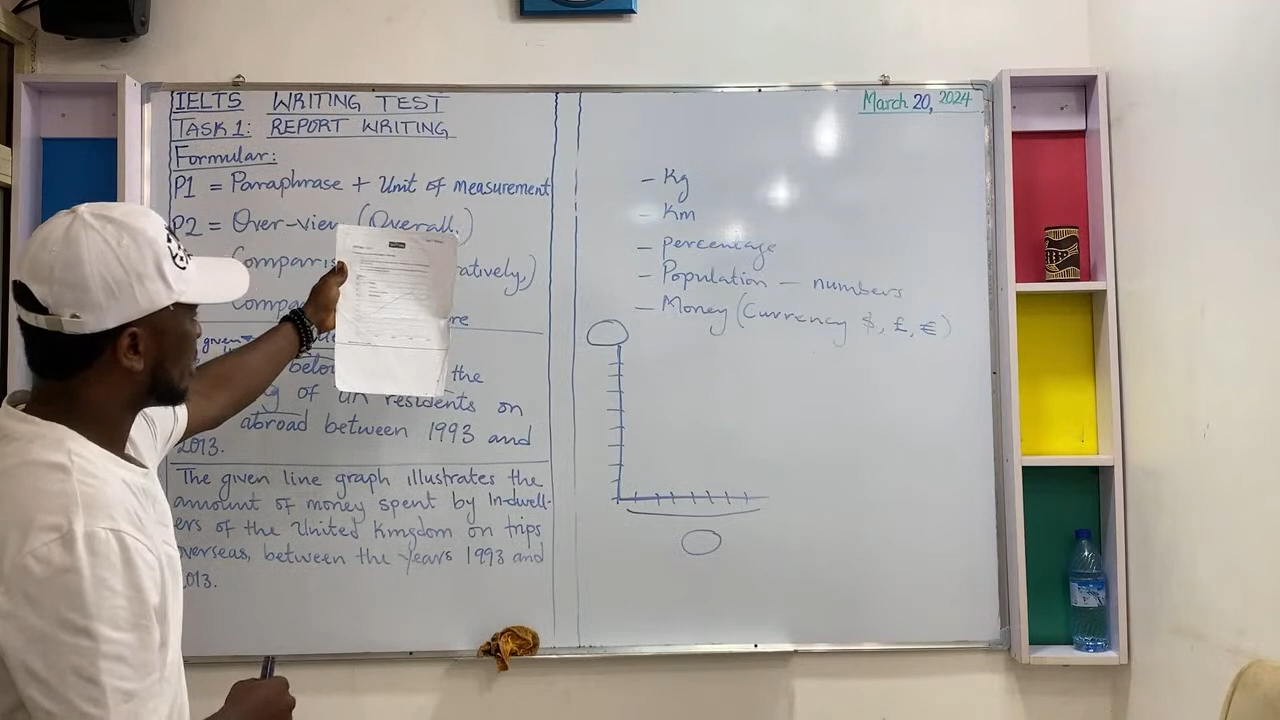 IELTS WRITING TEST
TASK 1: REPORT WRITING
Formular:
P1 = Paraphrase + Unit of measurement
P2 = Over-view (Overall,)
given
the
of UK residents on
abroad between 1993 and
2013.
The given line graph illustrates the
amount of money spent by In-dwell-
ers of the United Kingdom on trips
overseas, between the years 1993 and
2013.
March 20, 2024
- Kg
- Km
- percentage
- Population - numbers
- Money (Currency $, £, €)